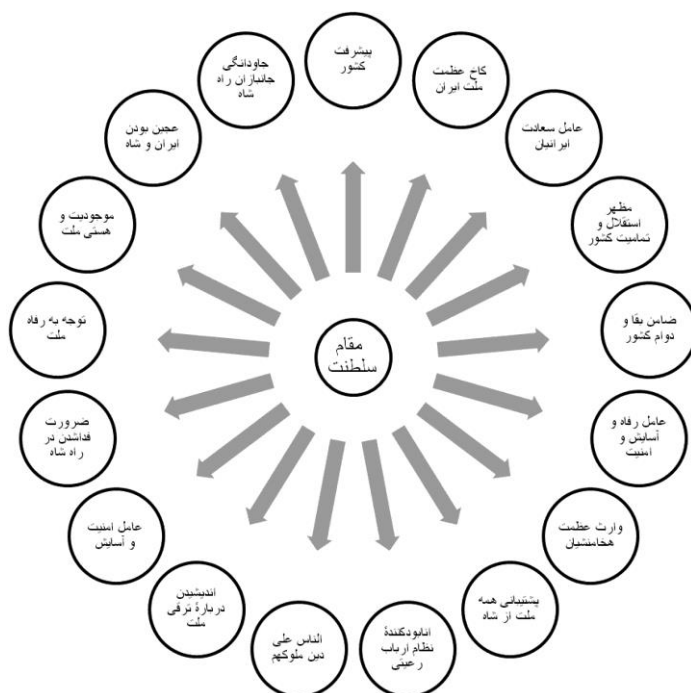 پیشرفت
کشور
کاخ عظمت
ملت ایران
عامل سعادت
ایرانیان
مظهر
استقلال و
تمامیت کشور
ضامن بقا و
دوام کشور
عامل رفاه و
آسایش و
امنیت
وارث عظمت
هخامنشیان
پشتیبانی همه
ملت از شاه
انابودکنندۀ
نظام ارباب
رعیتی
الناس علی
دین ملوکهم
اندیشیدن
دربارۀ ترقی
ملت
عامل امنیت
و آسایش
ضرورت
فداشدن در
راه شاه
توجه به رفاه
ملت
موجودیت و
هستی ملت
عجین بودن
ایران و شاه
جاودانگی
جانبازان راه
شاه
مقام
سلطنت